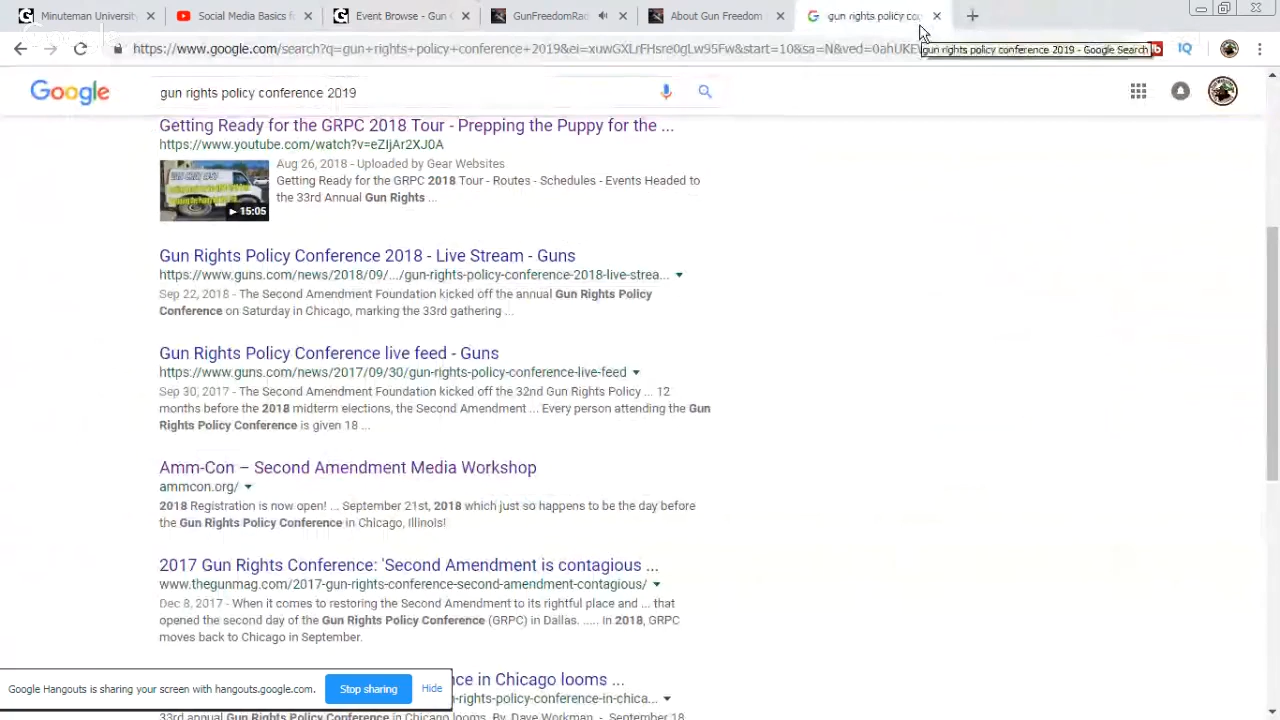 Minuteman Universit
Social Media Basics f
Event Browse - Gun
GunFreedomRad
About Gun Freedom
gun rights policy co
https://www.google.com/search?q=gun+rights+policy+conference+2019&ei=xuwGXLrFHsre0gLw95Fw&start=10&sa=N&ved=0ahUKE
gun rights policy conference 2019 - Google Search
Google
gun rights policy conference 2019
Getting Ready for the GRPC 2018 Tour - Prepping the Puppy for the ...
https://www.youtube.com/watch?v=eZIjAr2XJ0A
Aug 26, 2018 - Uploaded by Gear Websites
Getting Ready for the GRPC 2018 Tour - Routes - Schedules - Events Headed to
the 33rd Annual Gun Rights ...
15:05
Gun Rights Policy Conference 2018 - Live Stream - Guns
https://www.guns.com/news/2018/09/.../gun-rights-policy-conference-2018-live-strea...
Sep 22, 2018 - The Second Amendment Foundation kicked off the annual Gun Rights Policy
Conference on Saturday in Chicago, marking the 33rd gathering ...
Gun Rights Policy Conference live feed - Guns
https://www.guns.com/news/2017/09/30/gun-rights-policy-conference-live-feed
Sep 30, 2017 - The Second Amendment Foundation kicked off the 32nd Gun Rights Policy ... 12
months before the 2018 midterm elections, the Second Amendment ... Every person attending the Gun
Rights Policy Conference is given 18 ...
Amm-Con – Second Amendment Media Workshop
ammcon.org/
2018 Registration is now open! ... September 21st, 2018 which just so happens to be the day before
the Gun Rights Policy Conference in Chicago, Illinois!
2017 Gun Rights Conference: 'Second Amendment is contagious ...
www.thegunmag.com/2017-gun-rights-conference-second-amendment-contagious/
Dec 8, 2017 - When it comes to restoring the Second Amendment to its rightful place and ... that
opened the second day of the Gun Rights Policy Conference (GRPC) in Dallas. ..... In 2018, GRPC
moves back to Chicago in September.
nce in Chicago looms ...
-rights-policy-conference-in-chica...
33rd annual Gun Rights Policy Conference in Chicago looms. By. Dave Workman. - September 18
Google Hangouts is sharing your screen with hangouts.google.com.
Stop sharing
Hide